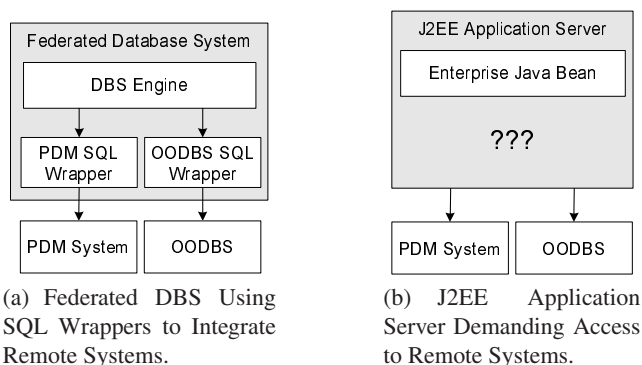 Federated Database System
DBS Engine
PDM SQL
Wrapper
OODBS SQL
Wrapper
PDM System
OODBS
(a) Federated DBS Using
SQL Wrappers to Integrate
Remote Systems.
J2EE Application Server
Enterprise Java Bean
???
PDM System
OODBS
(b) J2EE Application
Server Demanding Access
to Remote Systems.